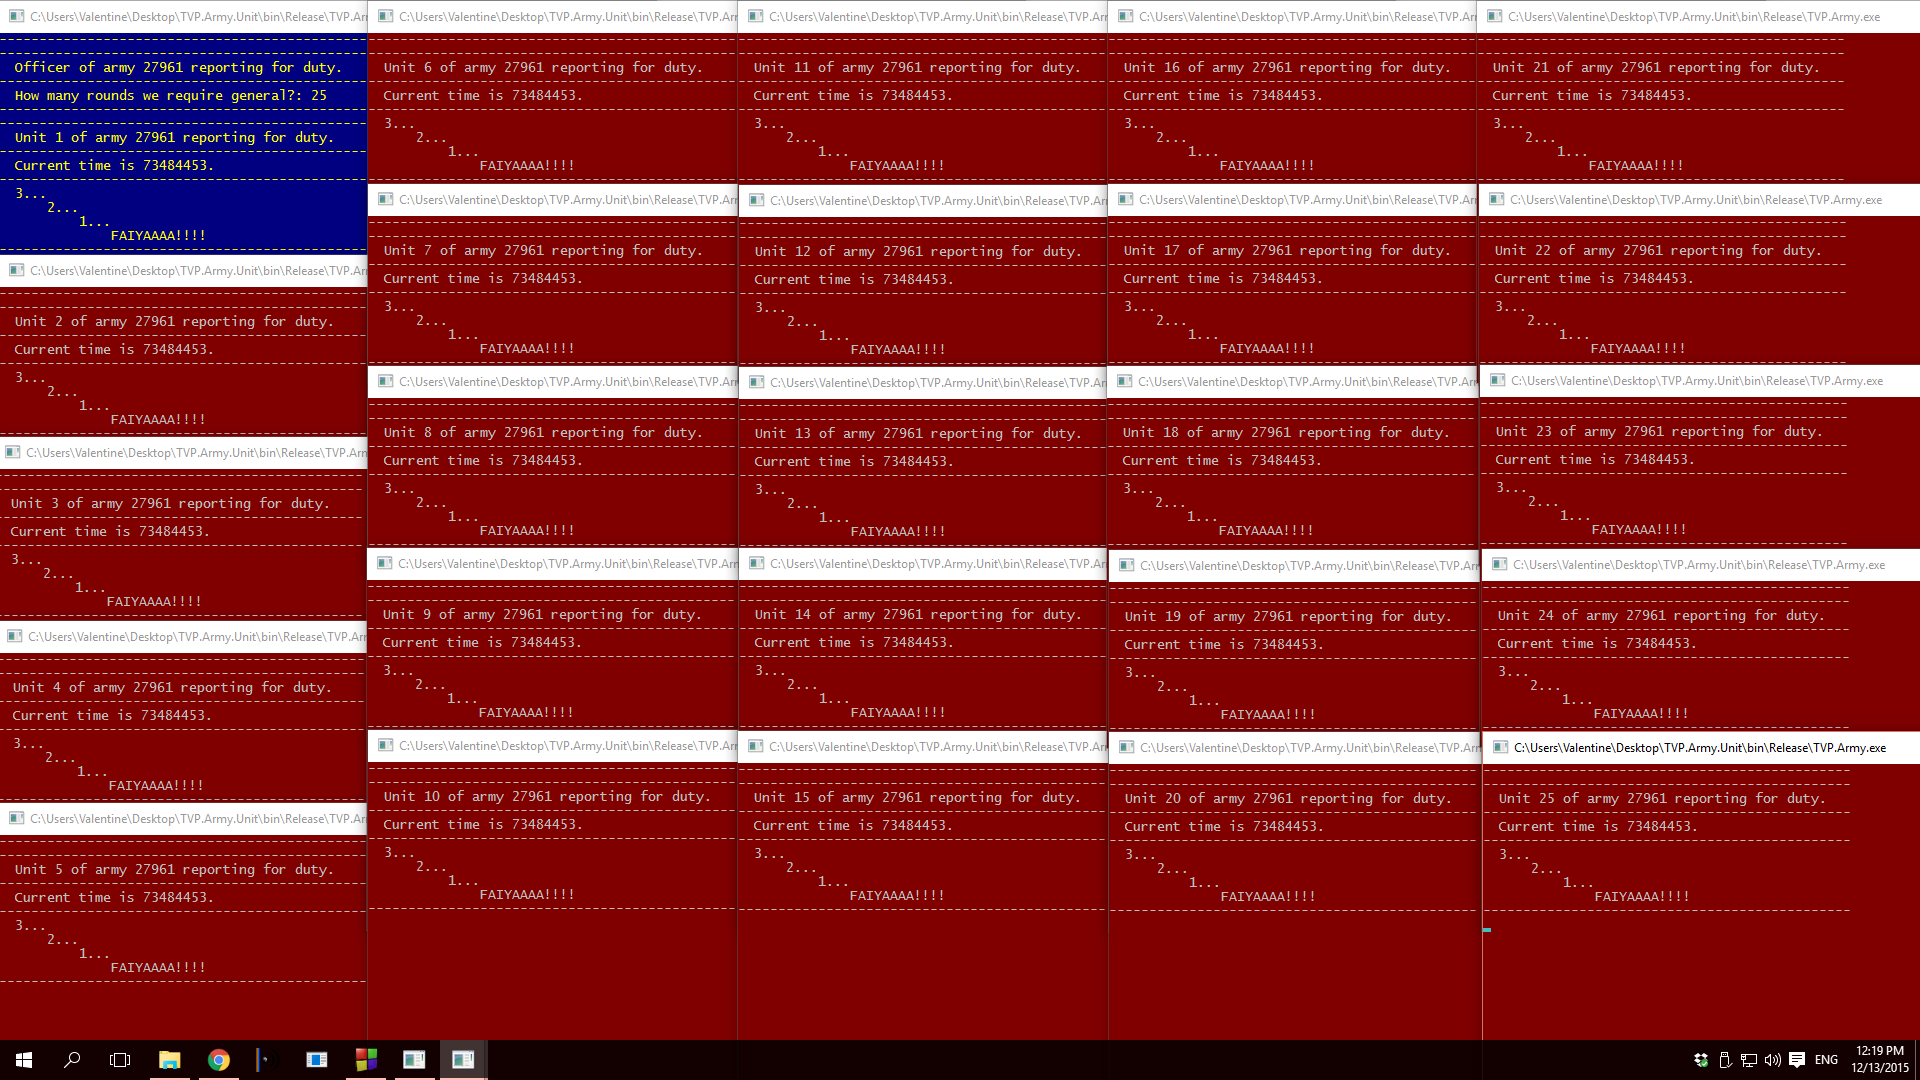 C:\Users\Valentine\Desktop\TVP.Army.Unit\bin\Release\TVP.Ar
Officer of army 27961 reporting for duty.
How many rounds we require general?: 25
Unit 1 of army 27961 reporting for duty.
Current time is 73484453.
3...
2...
1...
FAIYAAAA!!!!
C:\Users\Valentine\Desktop\TVP.Army.Unit\bin\Release\TVP.Ar
Unit 2 of army 27961 reporting for duty.
Current time is 73484453.
3...
2...
1...
FAIYAAAA!!!!
C:\Users\Valentine\Desktop\TVP.Army.Unit\bin\Release\TVP.Arm
Unit 3 of army 27961 reporting for duty.
Current time is 73484453.
3...
2...
1...
FAIYAAAA!!!!
C:\Users\Valentine\Desktop\TVP.Army.Unit\bin\Release\TVP.Arr
Unit 4 of army 27961 reporting for duty.
Current time is 73484453.
3...
2...
1...
FAIYAAAA!!!!
C:\Users\Valentine\Desktop\TVP.Army.Unit\bin\Release\TVP.Ar
Unit 5 of army 27961 reporting for duty.
Current time is 73484453.
3...
2...
1...
FAIYAAAA!!!!
C:\Users\Valentine\Desktop\TVP.Army.Unit\bin\Release\TVP.Ar
Unit 6 of army 27961 reporting for duty.
Current time is 73484453.
3...
2...
1...
FAIYAAAA!!!!
C:\Users\Valentine\Desktop\TVP.Army.Unit\bin\Release\TVP.Ar
Unit 7 of army 27961 reporting for duty.
Current time is 73484453.
3...
2...
1...
FAIYAAAA!!!!
C:\Users\Valentine\Desktop\TVP.Army.Unit\bin\Release\TVP.Ar
Unit 8 of army 27961 reporting for duty.
Current time is 73484453.
3...
2...
1...
FAIYAAAA!!!!
C:\Users\Valentine\Desktop\TVP.Army.Unit\bin\Release\TVP.Arr
Unit 9 of army 27961 reporting for duty.
Current time is 73484453.
3...
2...
1...
FAIYAAAA!!!!
C:\Users\Valentine\Desktop\TVP.Army.Unit\bin\Release\TVP.Ar
Unit 10 of army 27961 reporting for duty.
Current time is 73484453.
3...
2...
1...
FAIYAAAA!!!!
C:\Users\Valentine\Desktop\TVP.Army.Unit\bin\Release\TVP.Ar
Unit 11 of army 27961 reporting for duty.
Current time is 73484453.
3...
2...
1...
FAIYAAAA!!!!
C:\Users\Valentine\Desktop\TVP.Army.Unit\bin\Release\TVP.Ar
Unit 12 of army 27961 reporting for duty.
Current time is 73484453.
3...
2...
1...
FAIYAAAA!!!!
C:\Users\Valentine\Desktop\TVP.Army.Unit\bin\Release\TVP.Ar
Unit 13 of army 27961 reporting for duty.
Current time is 73484453.
3...
2...
1...
FAIYAAAA!!!!
C:\Users\Valentine\Desktop\TVP.Army.Unit\bin\Release\TVP.Ar
Unit 14 of army 27961 reporting for duty.
Current time is 73484453.
3...
2...
1...
FAIYAAAA!!!!
C:\Users\Valentine\Desktop\TVP.Army.Unit\bin\Release\TVP.Ar
Unit 15 of army 27961 reporting for duty.
Current time is 73484453.
3...
2...
1...
FAIYAAAA!!!!
C:\Users\Valentine\Desktop\TVP.Army.Unit\bin\Release\TVP.Ar
Unit 16 of army 27961 reporting for duty.
Current time is 73484453.
3...
2...
1...
FAIYAAAA!!!!
C:\Users\Valentine\Desktop\TVP.Army.Unit\bin\Release\TVP.Ar
Unit 17 of army 27961 reporting for duty.
Current time is 73484453.
3...
2...
1...
FAIYAAAA!!!!
C:\Users\Valentine\Desktop\TVP.Army.Unit\bin\Release\TVP.Arr
Unit 18 of army 27961 reporting for duty.
Current time is 73484453.
3...
2...
1...
FAIYAAAA!!!!
C:\Users\Valentine\Desktop\TVP.Army.Unit\bin\Release\TVP.Ar
Unit 19 of army 27961 reporting for duty.
Current time is 73484453.
3...
2...
1...
FAIYAAAA!!!!
C:\Users\Valentine\Desktop\TVP.Army.Unit\bin\Release\TVP.Ar
Unit 20 of army 27961 reporting for duty.
Current time is 73484453.
3...
2...
1...
FAIYAAAA!!!!
C:\Users\Valentine\Desktop\TVP.Army.Unit\bin\Release\TVP.Army.exe
Unit 21 of army 27961 reporting for duty.
Current time is 73484453.
3...
2...
1...
FAIYAAAA!!!!
C:\Users\Valentine\Desktop\TVP.Army.Unit\bin\Release\TVP.Army.exe
Unit 22 of army 27961 reporting for duty.
Current time is 73484453.
3...
2...
1...
FAIYAAAA!!!!
C:\Users\Valentine\Desktop\TVP.Army.Unit\bin\Release\TVP.Army.exe
Unit 23 of army 27961 reporting for duty.
Current time is 73484453.
3...
2...
1...
FAIYAAAA!!!!
C:\Users\Valentine\Desktop\TVP.Army.Unit\bin\Release\TVP.Army.exe
Unit 24 of army 27961 reporting for duty.
Current time is 73484453.
3...
2...
1...
FAIYAAAA!!!!
C:\Users\Valentine\Desktop\TVP.Army.Unit\bin\Release\TVP.Army.exe
Unit 25 of army 27961 reporting for duty.
Current time is 73484453.
3...
2...
1...
FAIYAAAA!!!!
ENG
12:19 PM
12/13/2015